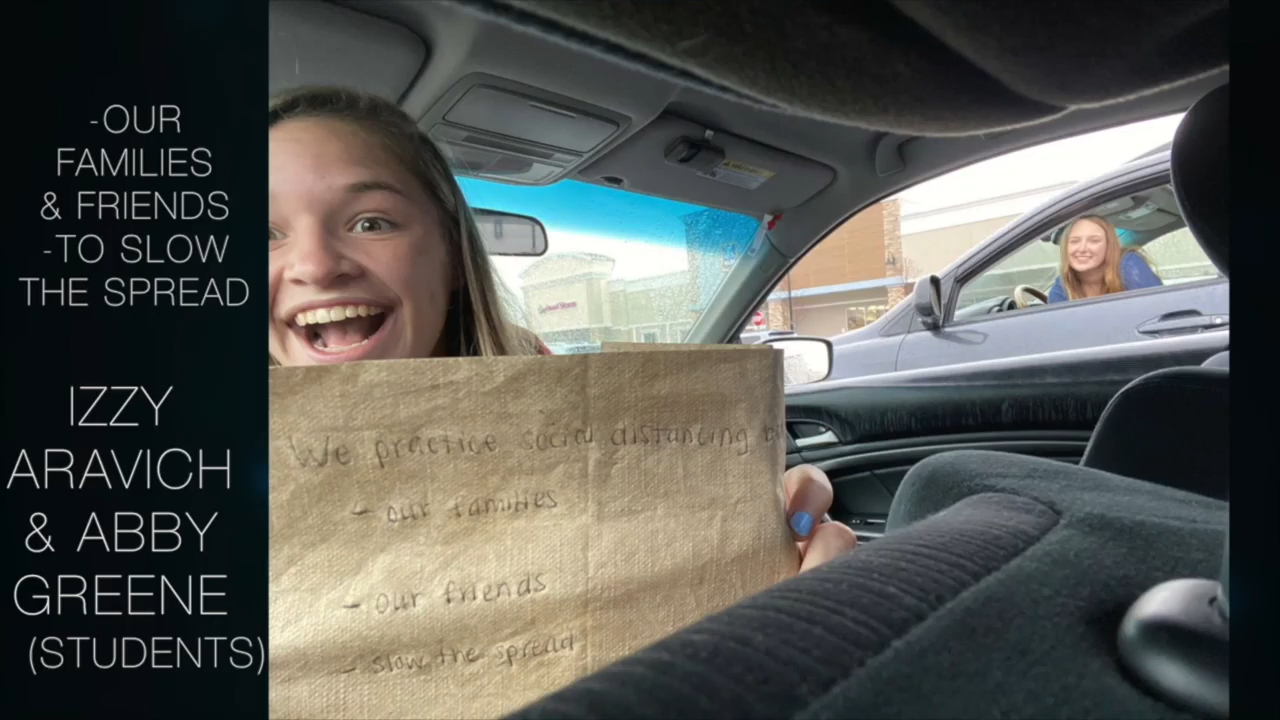 -OUR
FAMILIES
& FRIENDS
-TO SLOW
THE SPREAD
IZZY
ARAVICH
& ABBY
GREENE
(STUDENTS)
We practice social distancing
- our families
- our friends
- slow the spread